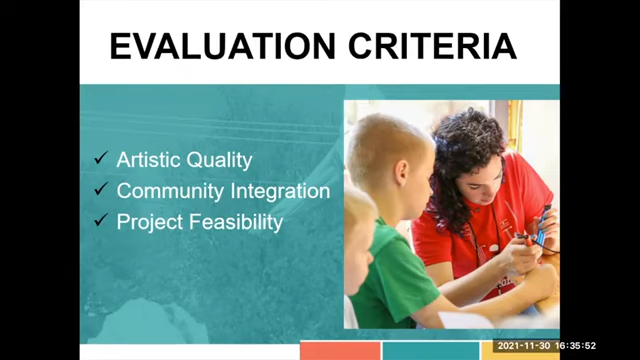 EVALUATION CRITERIA
✓ Artistic Quality
✓ Community Integration
✓ Project Feasibility
2021-11-30 16:35:52